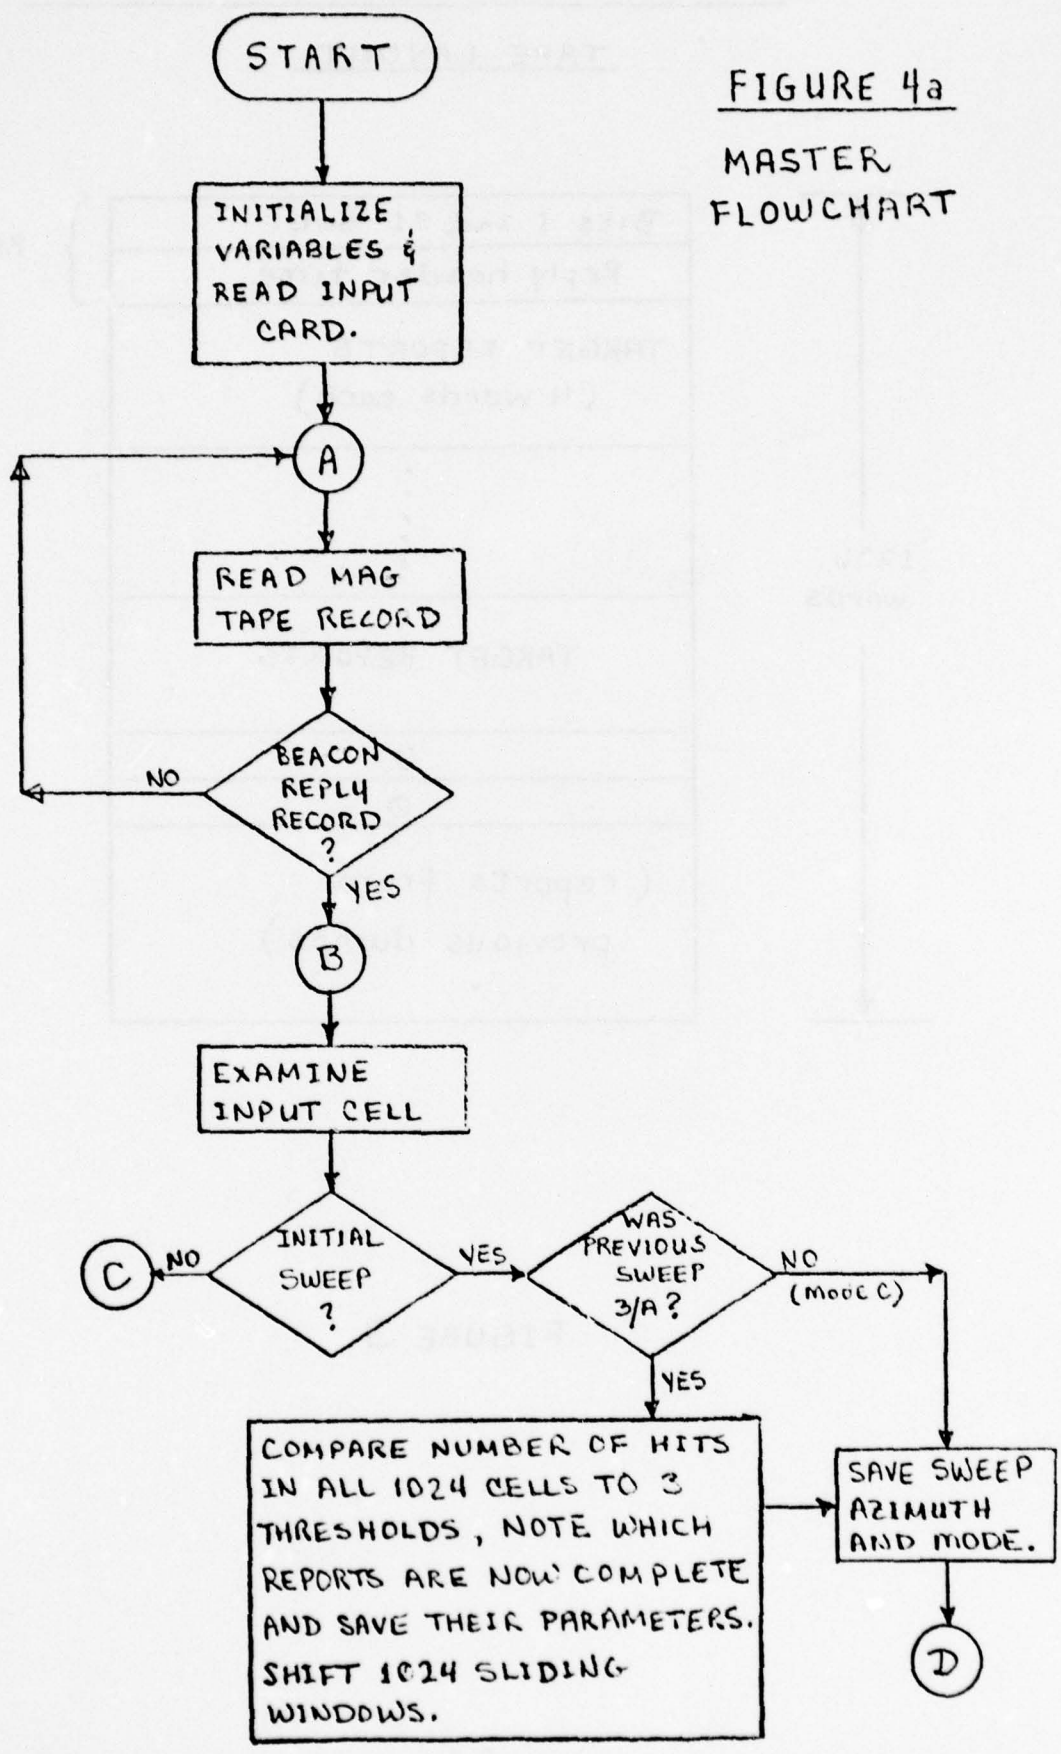 START
FIGURE 4a
MASTER
FLOWCHART
INITIALIZE
VARIABLES &
READ INPUT
CARD.
A
READ MAG
TAPE RECORD
BEACON
REPLY
RECORD
?
NO
YES
B
EXAMINE
INPUT CELL
INITIAL
SWEEP
?
NO
C
YES
WAS
PREVIOUS
SWEEP
3/A?
NO
(MODE C)
YES
COMPARE NUMBER OF HITS
IN ALL 1024 CELLS TO 3
THRESHOLDS, NOTE WHICH
REPORTS ARE NOW COMPLETE
AND SAVE THEIR PARAMETERS.
SHIFT 1024 SLIDING
WINDOWS.
SAVE SWEEP
AZIMUTH
AND MODE.
D